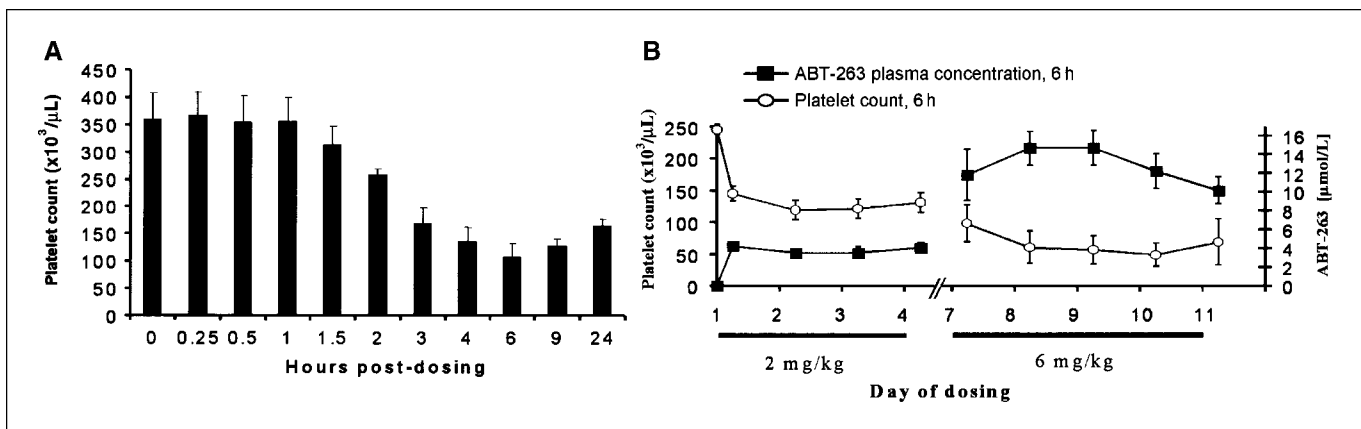 A
Platelet count (x10³/µL)
450
400
350
300
250
200
150
100
50
0
0 0.25 0.5 1 1.5 2 3 4 6 9 24
Hours post-dosing
B
ABT-263 plasma concentration, 6 h
Platelet count, 6 h
Platelet count (x10³/µL)
250
200
150
100
50
0
16
14
12
10
8
6
4
2
0
ABT-263 [µmol/L]
1 2 3 4 7 8 9 10 11
2 mg/kg 6 mg/kg
Day of dosing